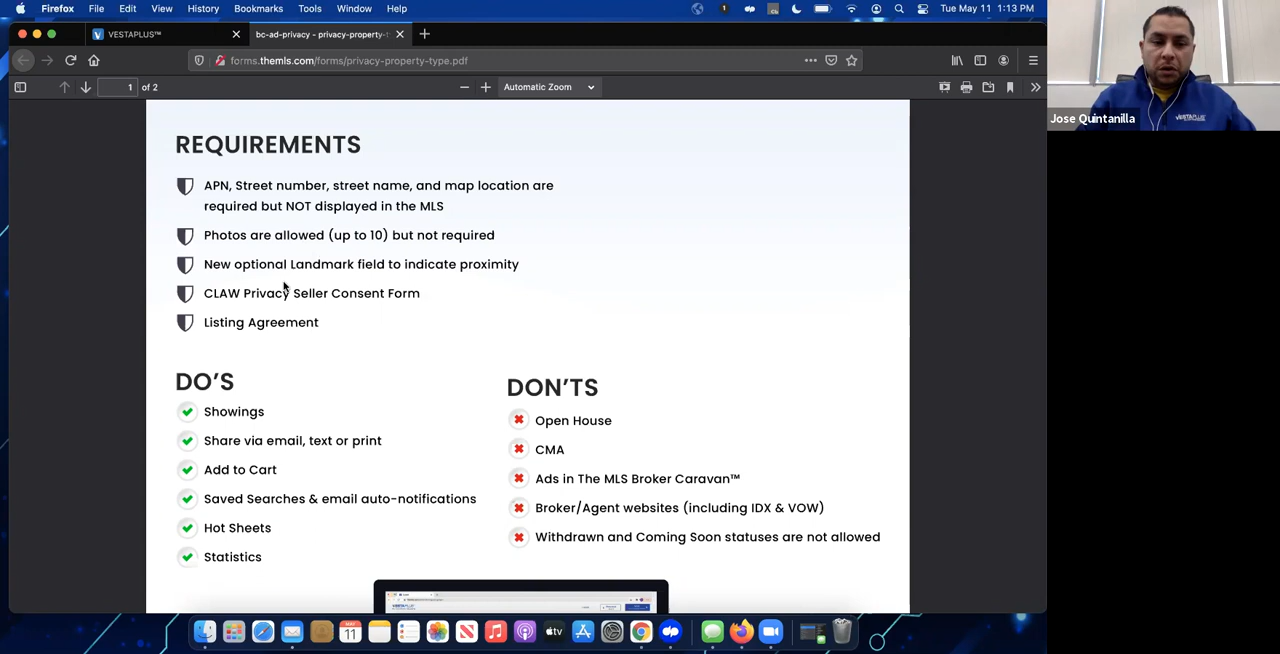 Firefox File Edit View History Bookmarks Tools Window Help
1
Tue May 11 1:13 PM
VESTAPLUS™
bc-ad-privacy - privacy-property-t
forms.themls.com/forms/privacy-property-type.pdf
1 of 2
Automatic Zoom
REQUIREMENTS
APN, Street number, street name, and map location are
required but NOT displayed in the MLS
Photos are allowed (up to 10) but not required
New optional Landmark field to indicate proximity
CLAW Privacy Seller Consent Form
Listing Agreement
DO'S
Showings
Share via email, text or print
Add to Cart
Saved Searches & email auto-notifications
Hot Sheets
Statistics
DON'TS
Open House
CMA
Ads in The MLS Broker Caravan™
Broker/Agent websites (including IDX & VOW)
Withdrawn and Coming Soon statuses are not allowed
VESTAPLUS
MAY
11
tv
Jose Quintanilla
VESTAPLUS